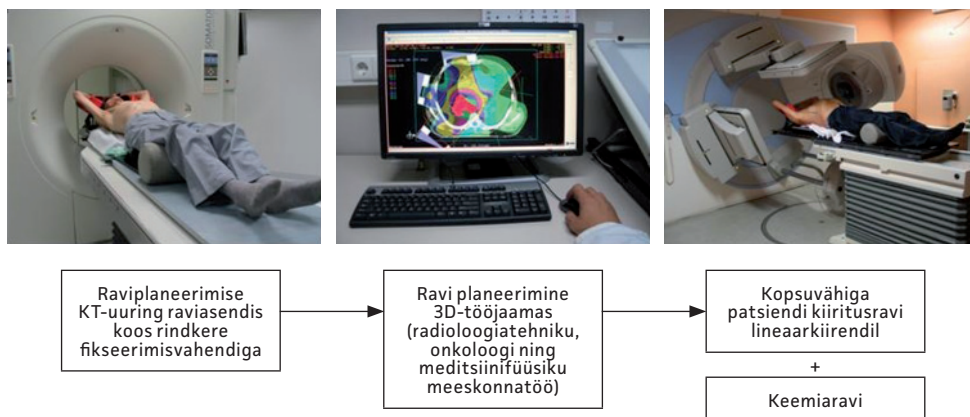 Raviplaneerimise
KT-uuring raviasendis
koos rindkere
fikseerimisvahendiga
Ravi planeerimine
3D-tööjaamas
(radioloogiatehniku,
onkoloogi ning
meditsiinifüüsiku
meeskonnatöö)
Kopsuvähiga
patsiendi kiiritusravi
lineaarkiirendil
+
Keemiaravi